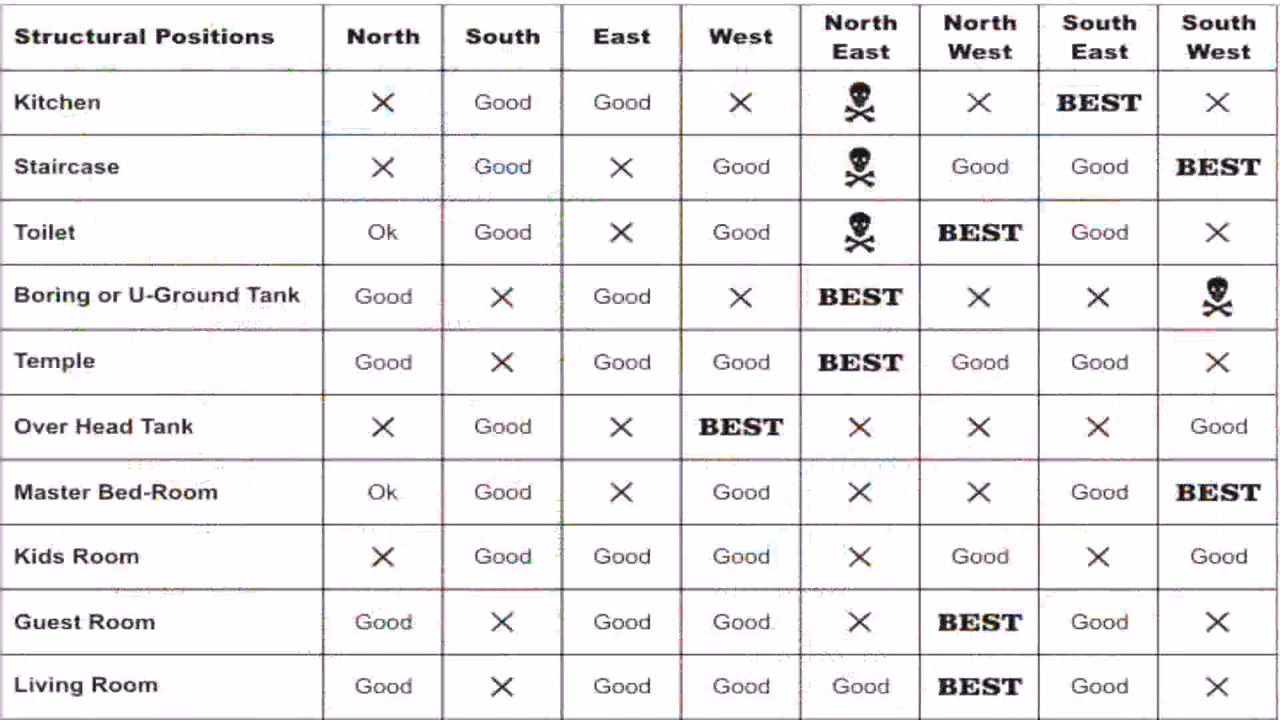 Structural Positions North South East West North East North West South East South West
Kitchen × Good Good × ☠ × BEST ×
Staircase × Good × Good ☠ Good Good BEST
Toilet Ok Good × Good ☠ BEST Good ×
Boring or U-Ground Tank Good × Good × BEST × × ☠
Temple Good × Good Good BEST Good Good ×
Over Head Tank × Good × BEST × × × Good
Master Bed-Room Ok Good × Good × × Good BEST
Kids Room × Good Good Good × Good × Good
Guest Room Good × Good Good × BEST Good ×
Living Room Good × Good Good Good BEST Good ×